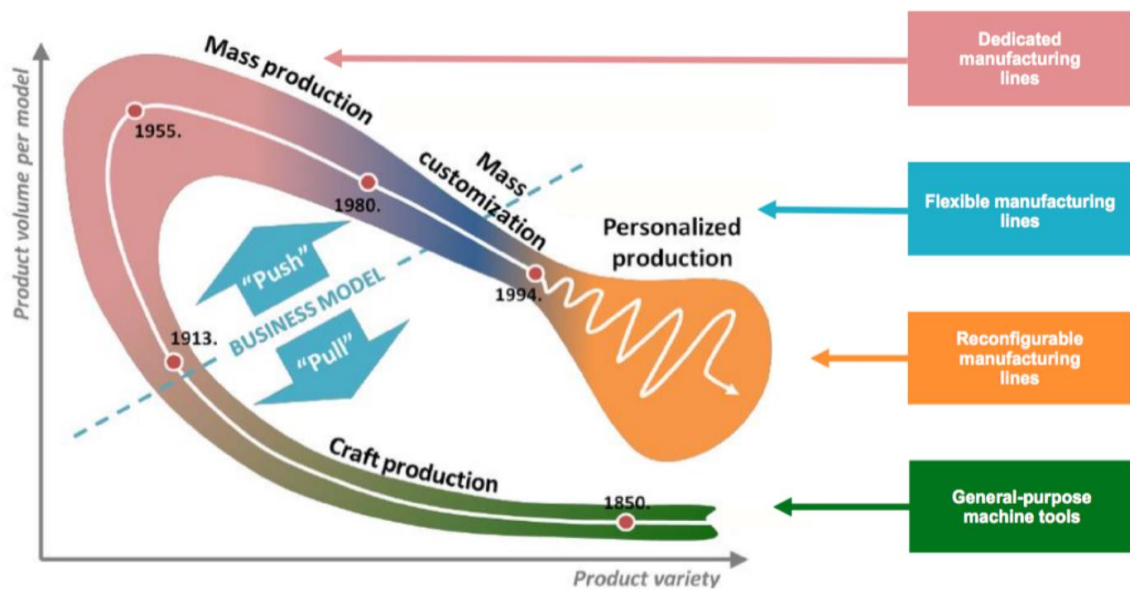 Product volume per model
Mass production
1955.
1980.
Mass
customization
1994.
Personalized
production
"Push"
BUSINESS MODEL
"Pull"
1913.
Craft production
1850.
Product variety
Dedicated
manufacturing
lines
Flexible manufacturing
lines
Reconfigurable
manufacturing
lines
General-purpose
machine tools